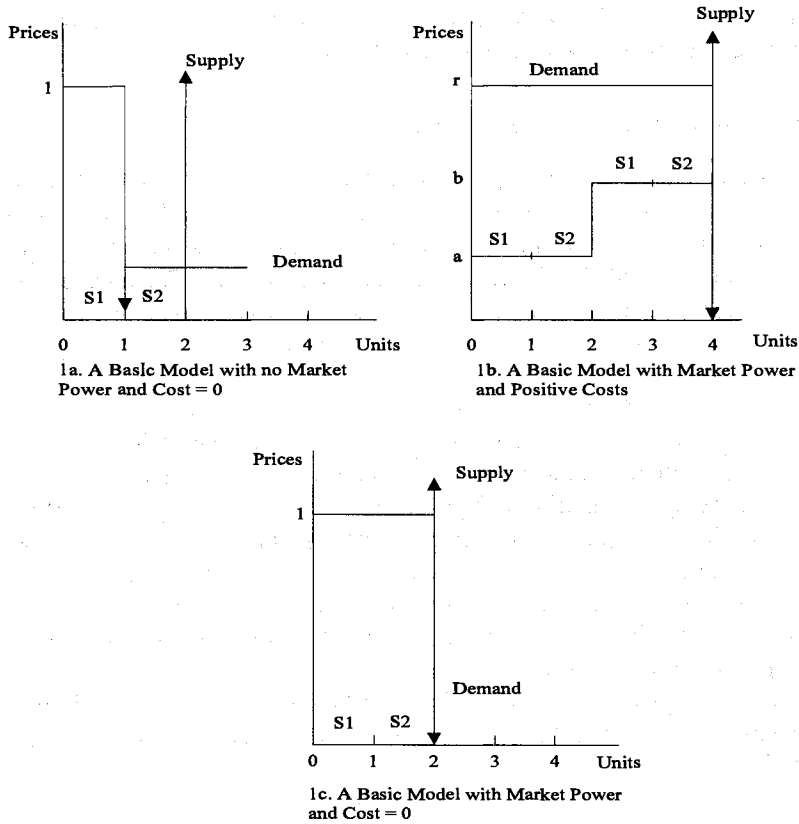 Prices
Supply
1
S1
S2
Demand
0 1 2 3 4 Units
1a. A Basic Model with no Market
Power and Cost = 0
Supply
Prices
Demand
r
S1 S2
b
S1 S2
a
0 1 2 3 4 Units
1b. A Basic Model with Market Power
and Positive Costs
Prices
Supply
1
Demand
S1 S2
0 1 2 3 4 Units
1c. A Basic Model with Market Power
and Cost = 0